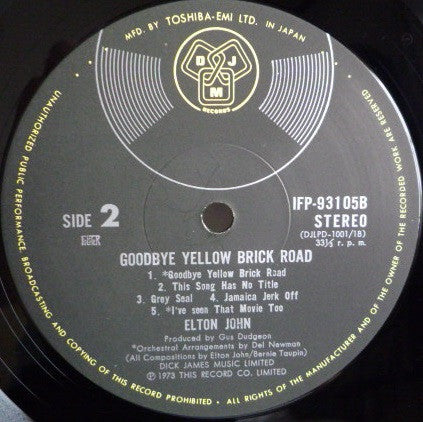 MFD. BY TOSHIBA-EMI LTD. IN JAPAN
DJM
RECORDS
UNAUTHORIZED PUBLIC PERFORMANCE, BROADCASTING AND COPYING OF THIS RECORD PROHIBITED • ALL RIGHTS OF THE MANUFACTURER AND OF THE OWNER OF THE RECORDED WORK ARE RESERVED
SIDE 2
IFP-93105B
STEREO
(DJLPD-1001/1B)
33⅓ r. p. m.
GOODBYE YELLOW BRICK ROAD
1. *Goodbye Yellow Brick Road
2. This Song Has No Title
3. Grey Seal 4. Jamaica Jerk Off
5. *I've seen That Movie Too
ELTON JOHN
Produced by Gus Dudgeon
*Orchestral Arrangements by Del Newman
(All Compositions by Elton John/Bernie Taupin)
DICK JAMES MUSIC LIMITED
Ⓟ 1973 THIS RECORD CO. LIMITED